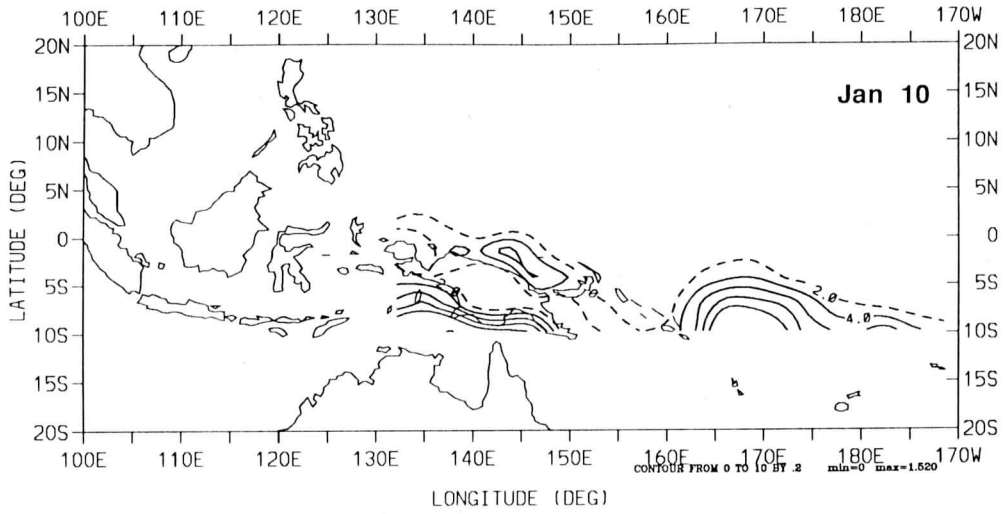 100E 110E 120E 130E 140E 150E 160E 170E 180E 170W
20N 20N
Jan 10
15N 15N
10N 10N
5N 5N
0 0
5S 5S
10S 10S
15S 15S
20S 20S
LATITUDE (DEG)
2.0
4.0
100E 110E 120E 130E 140E 150E 160E 170E 180E 170W
CONTOUR FROM 0 TO 10 BY .2 min=0 max=1.520
LONGITUDE (DEG)